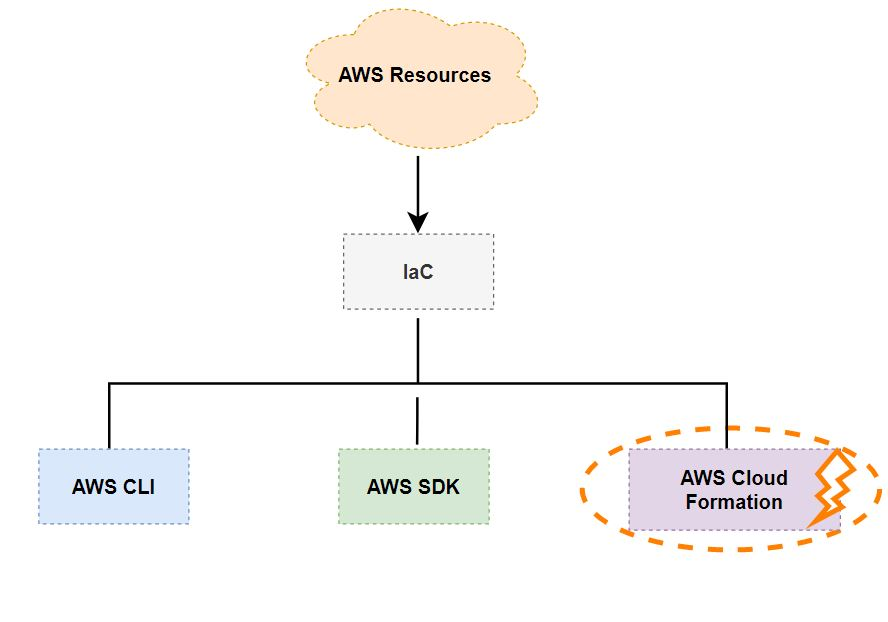 AWS Resources
IaC
AWS CLI
AWS SDK
AWS Cloud
Formation